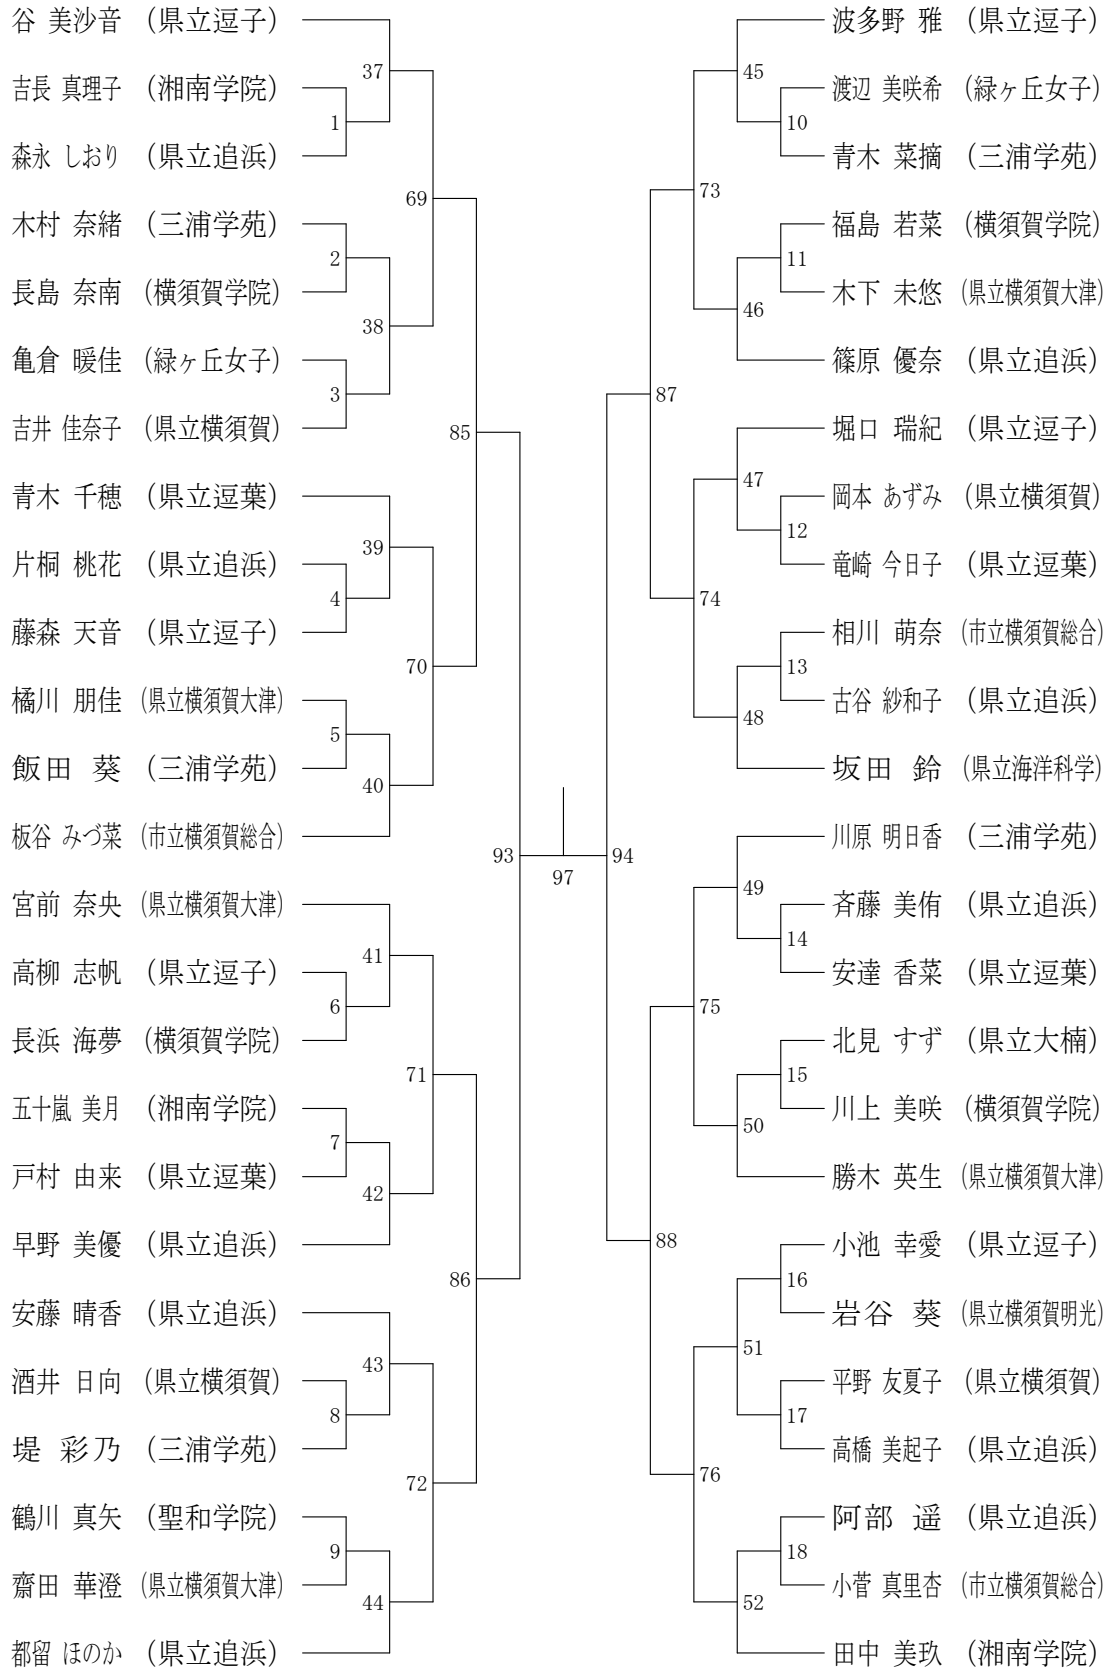 谷 美沙音 (県立逗子)
吉長 真理子 (湘南学院)
森永 しおり (県立追浜)
木村 奈緒 (三浦学苑)
長島 奈南 (横須賀学院)
亀倉 暖佳 (緑ヶ丘女子)
吉井 佳奈子 (県立横須賀)
青木 千穂 (県立逗葉)
片桐 桃花 (県立追浜)
藤森 天音 (県立逗子)
橘川 朋佳 (県立横須賀大津)
飯田 葵 (三浦学苑)
板谷 みづ菜 (市立横須賀総合)
宮前 奈央 (県立横須賀大津)
高柳 志帆 (県立逗子)
長浜 海夢 (横須賀学院)
五十嵐 美月 (湘南学院)
戸村 由来 (県立逗葉)
早野 美優 (県立追浜)
安藤 晴香 (県立追浜)
酒井 日向 (県立横須賀)
堤 彩乃 (三浦学苑)
鶴川 真矢 (聖和学院)
齋田 華澄 (県立横須賀大津)
都留 ほのか (県立追浜)
1
2
3
4
5
6
7
8
9
37
38
39
40
41
42
43
44
69
70
71
72
85
86
93
97
94
87
88
73
74
75
76
45
46
47
48
49
50
51
52
10
11
12
13
14
15
16
17
18
波多野 雅 (県立逗子)
渡辺 美咲希 (緑ヶ丘女子)
青木 菜摘 (三浦学苑)
福島 若菜 (横須賀学院)
木下 未悠 (県立横須賀大津)
篠原 優奈 (県立追浜)
堀口 瑞紀 (県立逗子)
岡本 あずみ (県立横須賀)
竜崎 今日子 (県立逗葉)
相川 萌奈 (市立横須賀総合)
古谷 紗和子 (県立追浜)
坂田 鈴 (県立海洋科学)
川原 明日香 (三浦学苑)
斉藤 美侑 (県立追浜)
安達 香菜 (県立逗葉)
北見 すず (県立大楠)
川上 美咲 (横須賀学院)
勝木 英生 (県立横須賀大津)
小池 幸愛 (県立逗子)
岩谷 葵 (県立横須賀明光)
平野 友夏子 (県立横須賀)
高橋 美起子 (県立追浜)
阿部 遥 (県立追浜)
小菅 真里杏 (市立横須賀総合)
田中 美玖 (湘南学院)